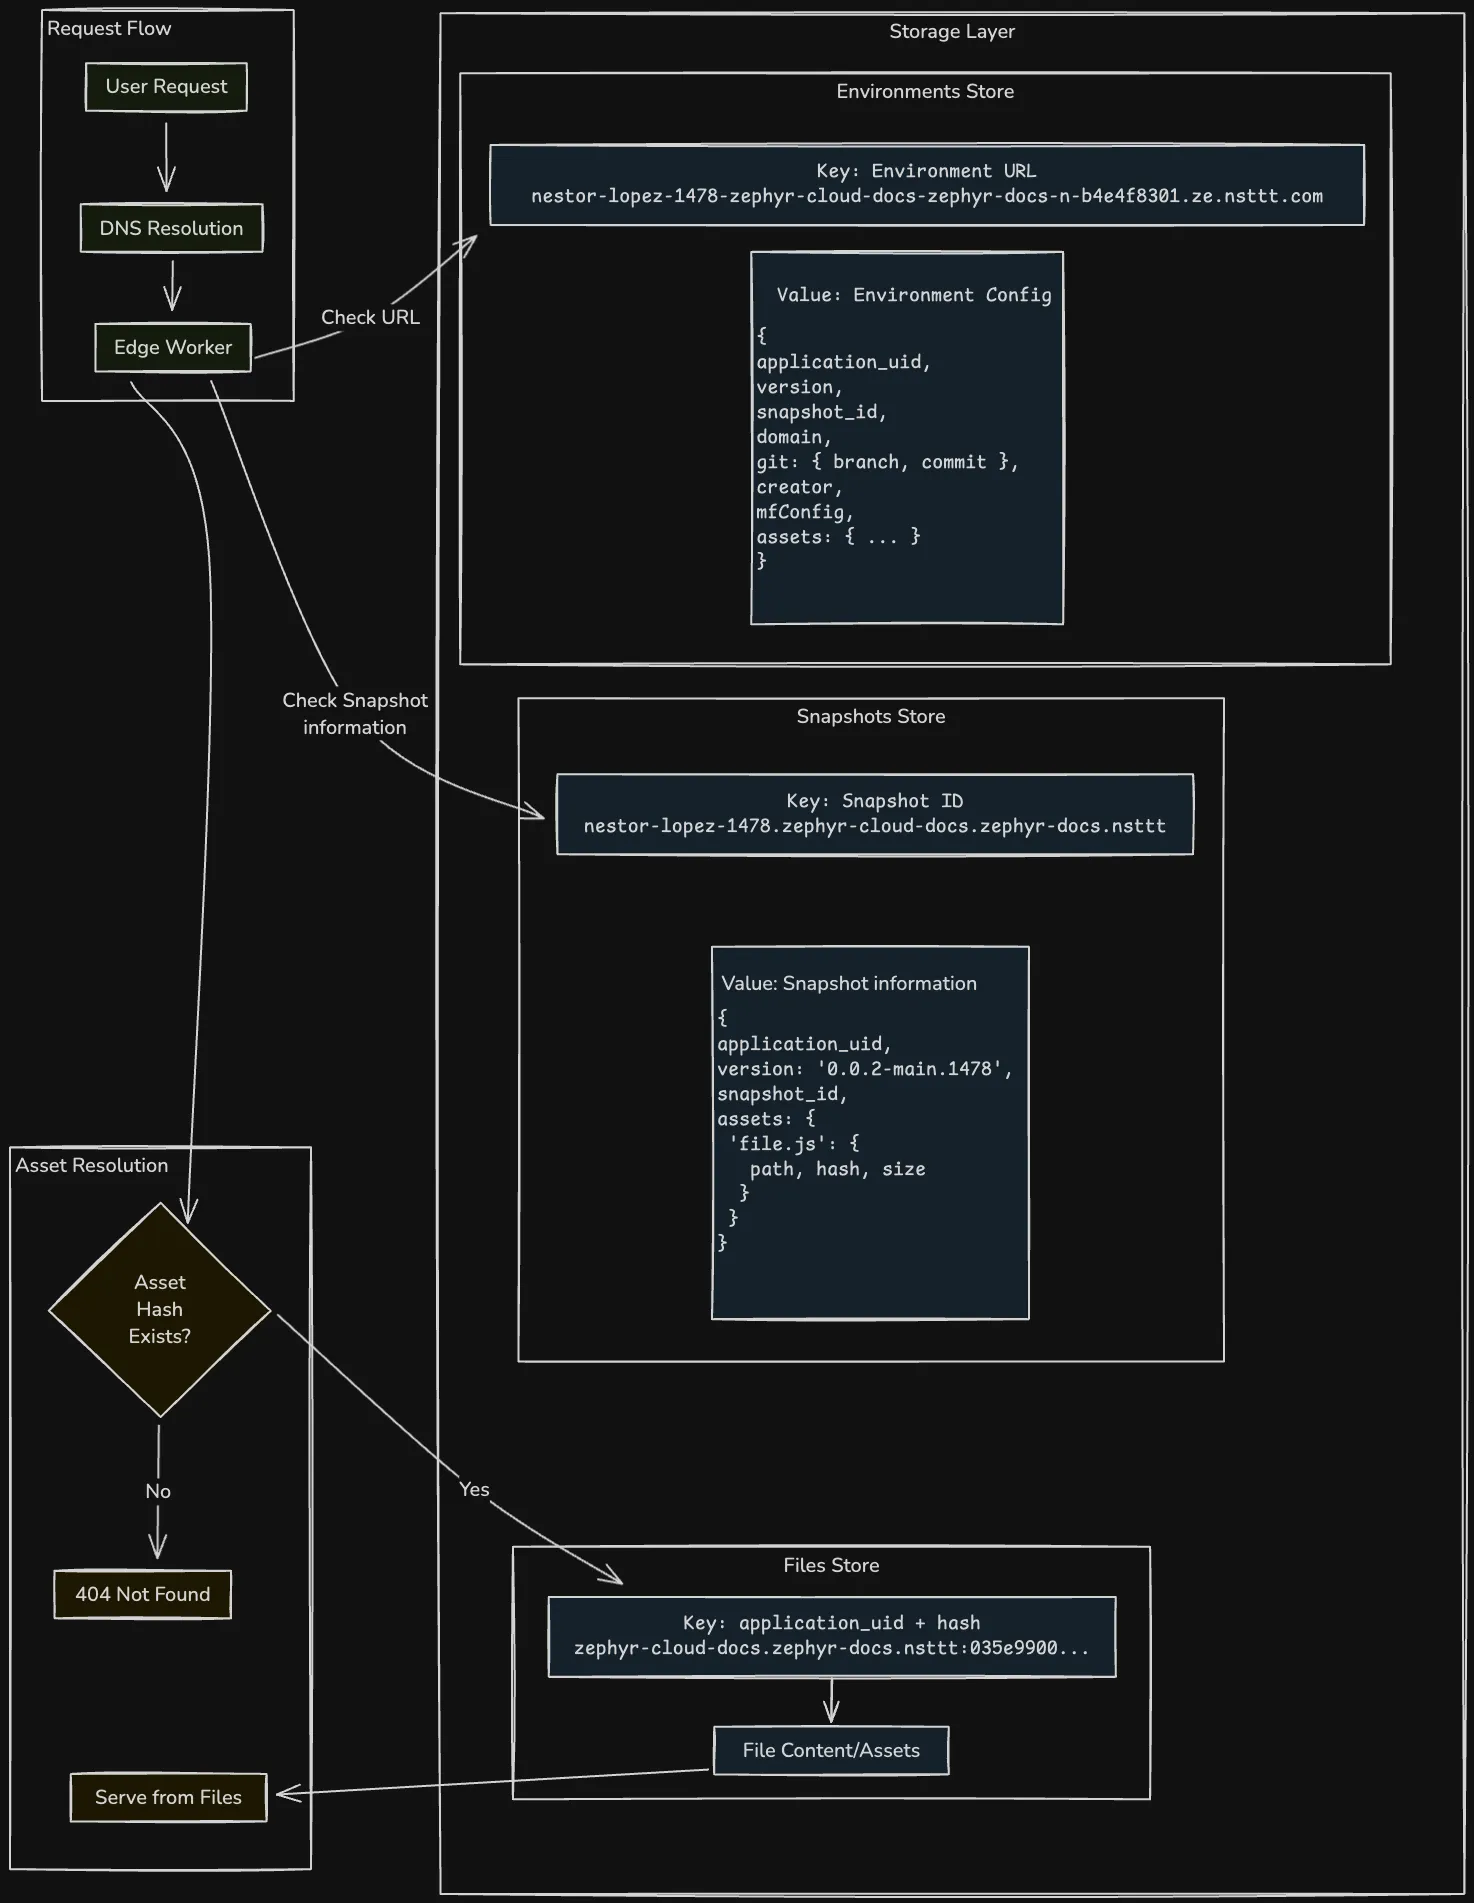 Request Flow
User Request
DNS Resolution
Edge Worker
Check URL
Check Snapshot
information
Storage Layer
Environments Store
Key: Environment URL
nestor-lopez-1478-zephyr-cloud-docs-zephyr-docs-n-b4e4f8301.ze.nsttt.com
Value: Environment Config
{
application_uid,
version,
snapshot_id,
domain,
git: { branch, commit },
creator,
mfConfig,
assets: { ... }
}
Snapshots Store
Key: Snapshot ID
nestor-lopez-1478.zephyr-cloud-docs.zephyr-docs.nsttt
Value: Snapshot information
{
application_uid,
version: '0.0.2-main.1478',
snapshot_id,
assets: {
'file.js': {
path, hash, size
}
}
}
Asset Resolution
Asset
Hash
Exists?
No
Yes
404 Not Found
Files Store
Key: application_uid + hash
zephyr-cloud-docs.zephyr-docs.nsttt:035e9900...
File Content/Assets
Serve from Files